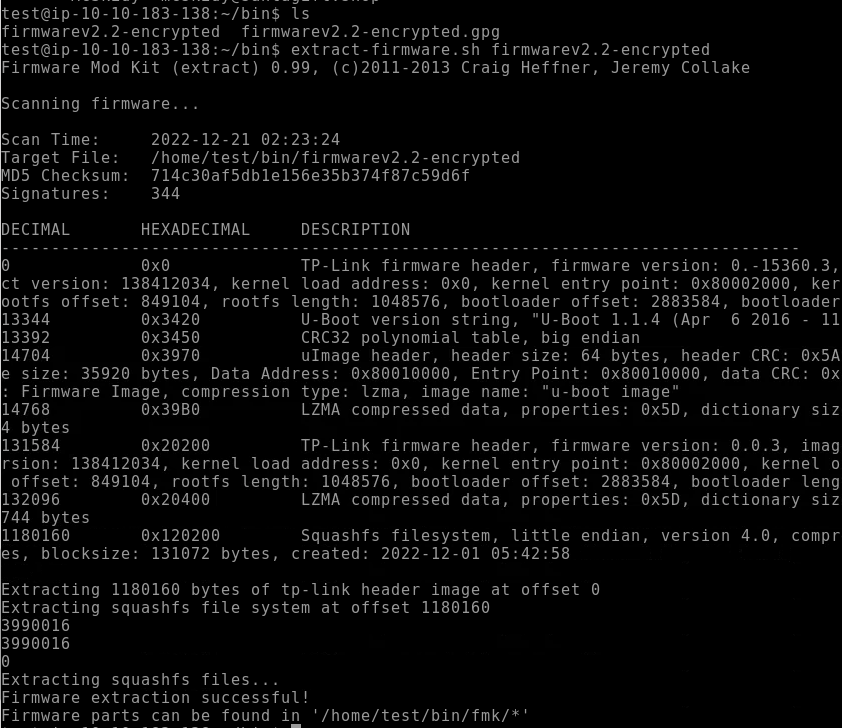 test@ip-10-10-183-138:~/bin$ ls
firmwarev2.2-encrypted  firmwarev2.2-encrypted.gpg
test@ip-10-10-183-138:~/bin$ extract-firmware.sh firmwarev2.2-encrypted
Firmware Mod Kit (extract) 0.99, (c)2011-2013 Craig Heffner, Jeremy Collake
Scanning firmware...
Scan Time:     2022-12-21 02:23:24
Target File:   /home/test/bin/firmwarev2.2-encrypted
MD5 Checksum:  714c30af5db1e156e35b374f87c59d6f
Signatures:    344
DECIMAL       HEXADECIMAL     DESCRIPTION
--------------------------------------------------------------------------------
0             0x0             TP-Link firmware header, firmware version: 0.-15360.3,
ct version: 138412034, kernel load address: 0x0, kernel entry point: 0x80002000, ker
ootfs offset: 849104, rootfs length: 1048576, bootloader offset: 2883584, bootloader
13344         0x3420          U-Boot version string, "U-Boot 1.1.4 (Apr  6 2016 - 11
13392         0x3450          CRC32 polynomial table, big endian
14704         0x3970          uImage header, header size: 64 bytes, header CRC: 0x5A
e size: 35920 bytes, Data Address: 0x80010000, Entry Point: 0x80010000, data CRC: 0x
: Firmware Image, compression type: lzma, image name: "u-boot image"
14768         0x39B0          LZMA compressed data, properties: 0x5D, dictionary siz
4 bytes
131584        0x20200         TP-Link firmware header, firmware version: 0.0.3, imag
rsion: 138412034, kernel load address: 0x0, kernel entry point: 0x80002000, kernel o
 offset: 849104, rootfs length: 1048576, bootloader offset: 2883584, bootloader leng
132096        0x20400         LZMA compressed data, properties: 0x5D, dictionary siz
744 bytes
1180160       0x120200        Squashfs filesystem, little endian, version 4.0, compr
es, blocksize: 131072 bytes, created: 2022-12-01 05:42:58
Extracting 1180160 bytes of tp-link header image at offset 0
Extracting squashfs file system at offset 1180160
3990016
3990016
0
Extracting squashfs files...
Firmware extraction successful!
Firmware parts can be found in '/home/test/bin/fmk/*'